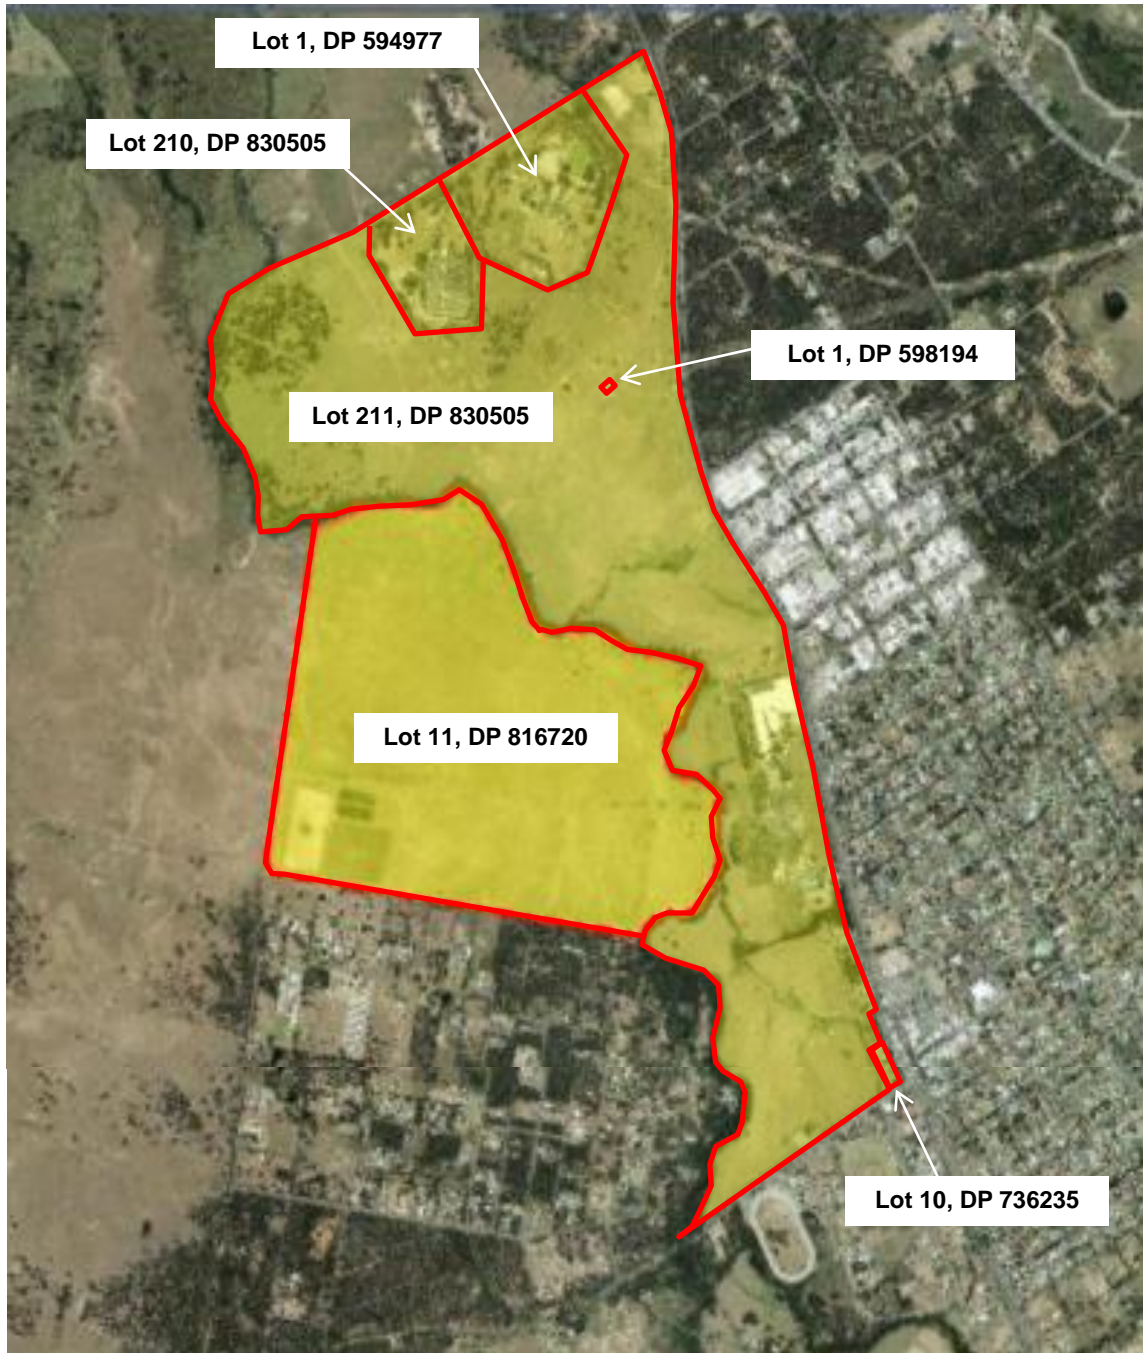 Lot 1, DP 594977
Lot 210, DP 830505
Lot 1, DP 598194
Lot 211, DP 830505
Lot 11, DP 816720
Lot 10, DP 736235